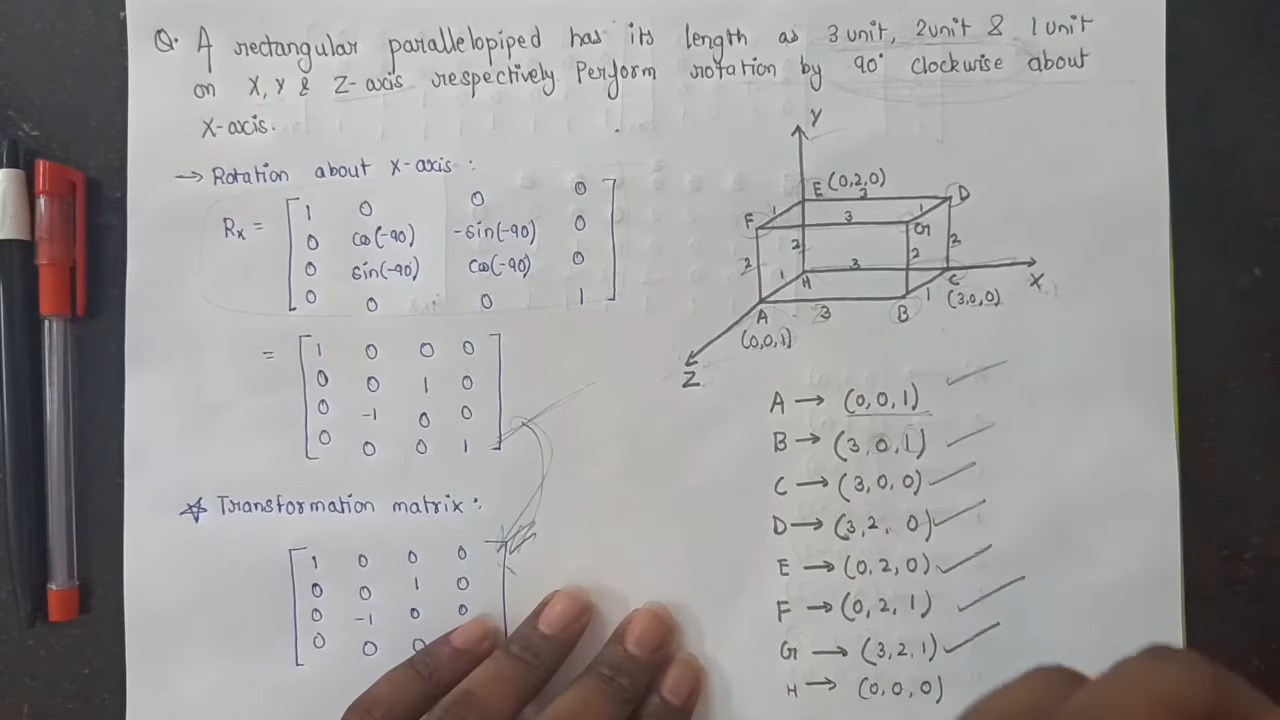 Q. A rectangular parallelopiped has its length as 3 unit, 2unit & 1 unit
on X, Y & Z-axis respectively. Perform rotation by 90° clockwise about
X-axis.
→ Rotation about X-axis :
Rx = 1 0 0 0
0 cos(-90) -sin(-90) 0
0 sin(-90) cos(-90) 0
0 0 0 1
= 1 0 0 0
0 0 1 0
0 -1 0 0
0 0 0 1
☆ Transformation matrix :
1 0 0 0
0 0 1 0
0 -1 0 0
0 0 0
Y
E (0,2,0)
3
D
F
1
3
1
G
2
2
2
2
3
1
H
C
X
A
3
B
1
(3,0,0)
(0,0,1)
Z
A → (0,0,1)
B → (3,0,1)
C → (3,0,0)
D → (3,2,0)
E → (0,2,0)
F → (0,2,1)
G → (3,2,1)
H → (0,0,0)